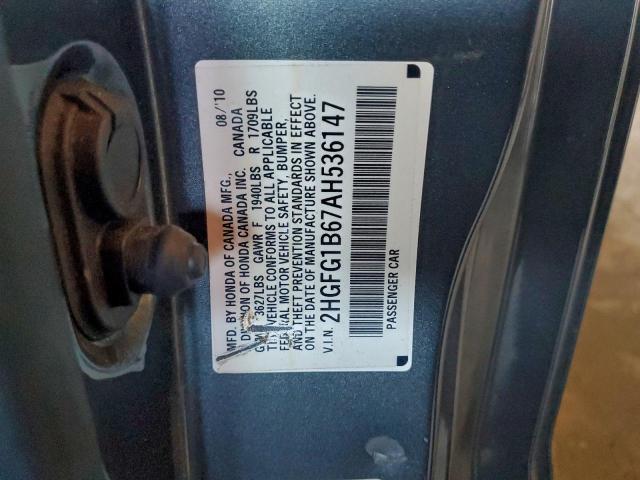 MFD. BY HONDA OF CANADA MFG., 08/'10
A DIVISION OF HONDA CANADA INC. CANADA
3627LBS GAWR F 1940LBS R 1709LBS
VEHICLE CONFORMS TO ALL APPLICABLE
FEDERAL MOTOR VEHICLE SAFETY, BUMPER,
AND THEFT PREVENTION STANDARDS IN EFFECT
ON THE DATE OF MANUFACTURE SHOWN ABOVE.
V.I.N. 2HGFG1B67AH536147
PASSENGER CAR